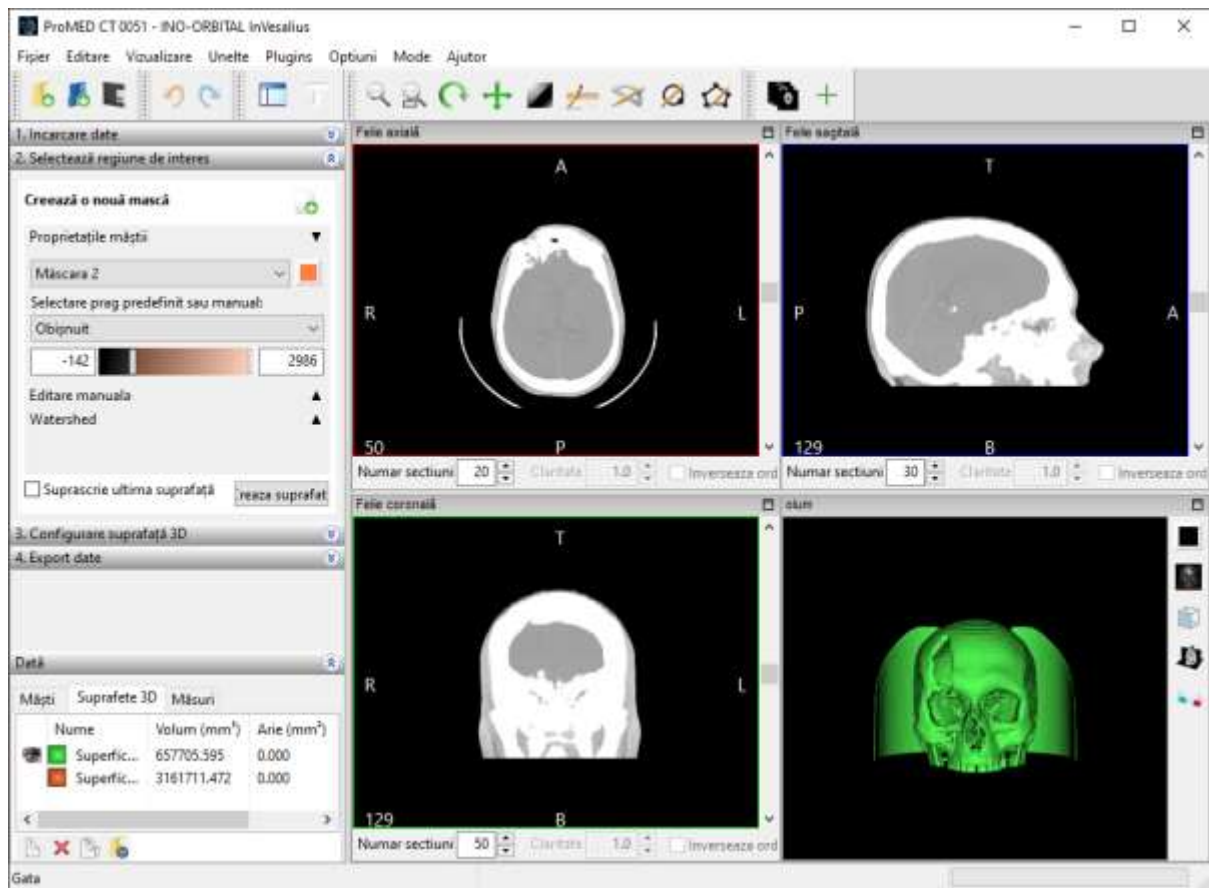 ProMED CT 0051 - INO-ORBITAL InVesalius
Fișier Editare Vizualizare Unelte Plugins Optiuni Mode Ajutor
1. Incarcare date
2. Selectează regiune de interes
Creează o nouă mască
Proprietațile măștii
Măscara 2
Selectare prag predefinit sau manual:
Obișnuit
-142
2986
Editare manuala
Watershed
Suprascrie ultima suprafață
reaza suprafat
3. Configurare suprafață 3D
4. Export date
Dată
Măști Suprafete 3D Măsuri
Nume Volum (mm³) Arie (mm²)
Superfic... 657705.595 0.000
Superfic... 3161711.472 0.000
Gata
Felie axială
A
R
L
50
P
Numar sectiuni 20 Claritate 1.0 Inverseaza ord
Felie sagitală
T
P
A
129
B
Numar sectiuni 30 Claritate 1.0 Inverseaza ord
Felie coronală
T
R
L
129
B
Numar sectiuni 50 Claritate 1.0 Inverseaza ord
olum